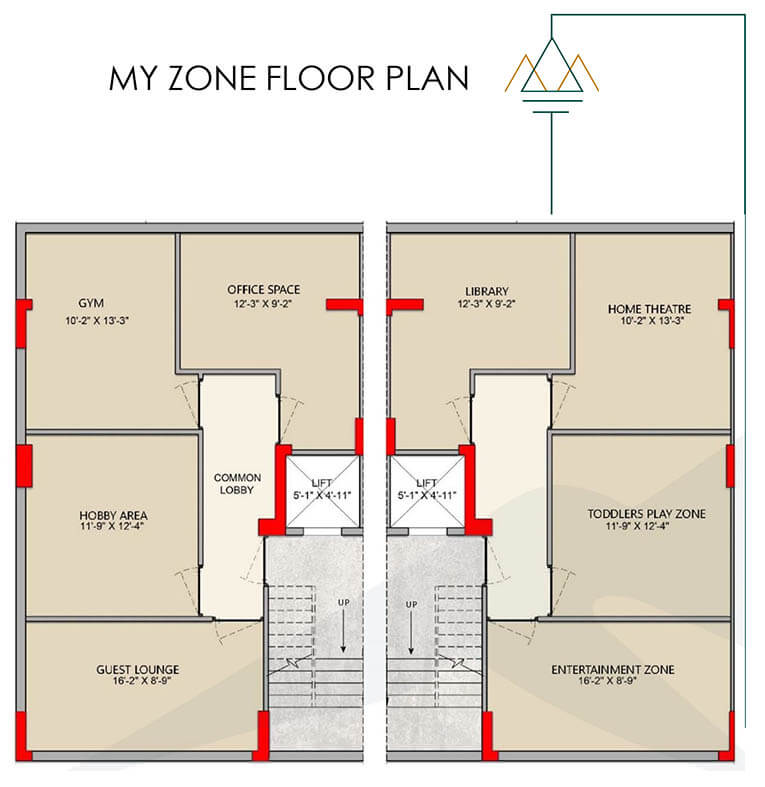 MY ZONE FLOOR PLAN
GYM
10'-2" X 13'-3"
OFFICE SPACE
12'-3" X 9'-2"
LIBRARY
12'-3" X 9'-2"
HOME THEATRE
10'-2" X 13'-3"
COMMON
LOBBY
LIFT
5'-1" X 4'-11"
LIFT
5'-1" X 4'-11"
HOBBY AREA
11'-9" X 12'-4"
TODDLERS PLAY ZONE
11'-9" X 12'-4"
UP
UP
GUEST LOUNGE
16'-2" X 8'-9"
ENTERTAINMENT ZONE
16'-2" X 8'-9"